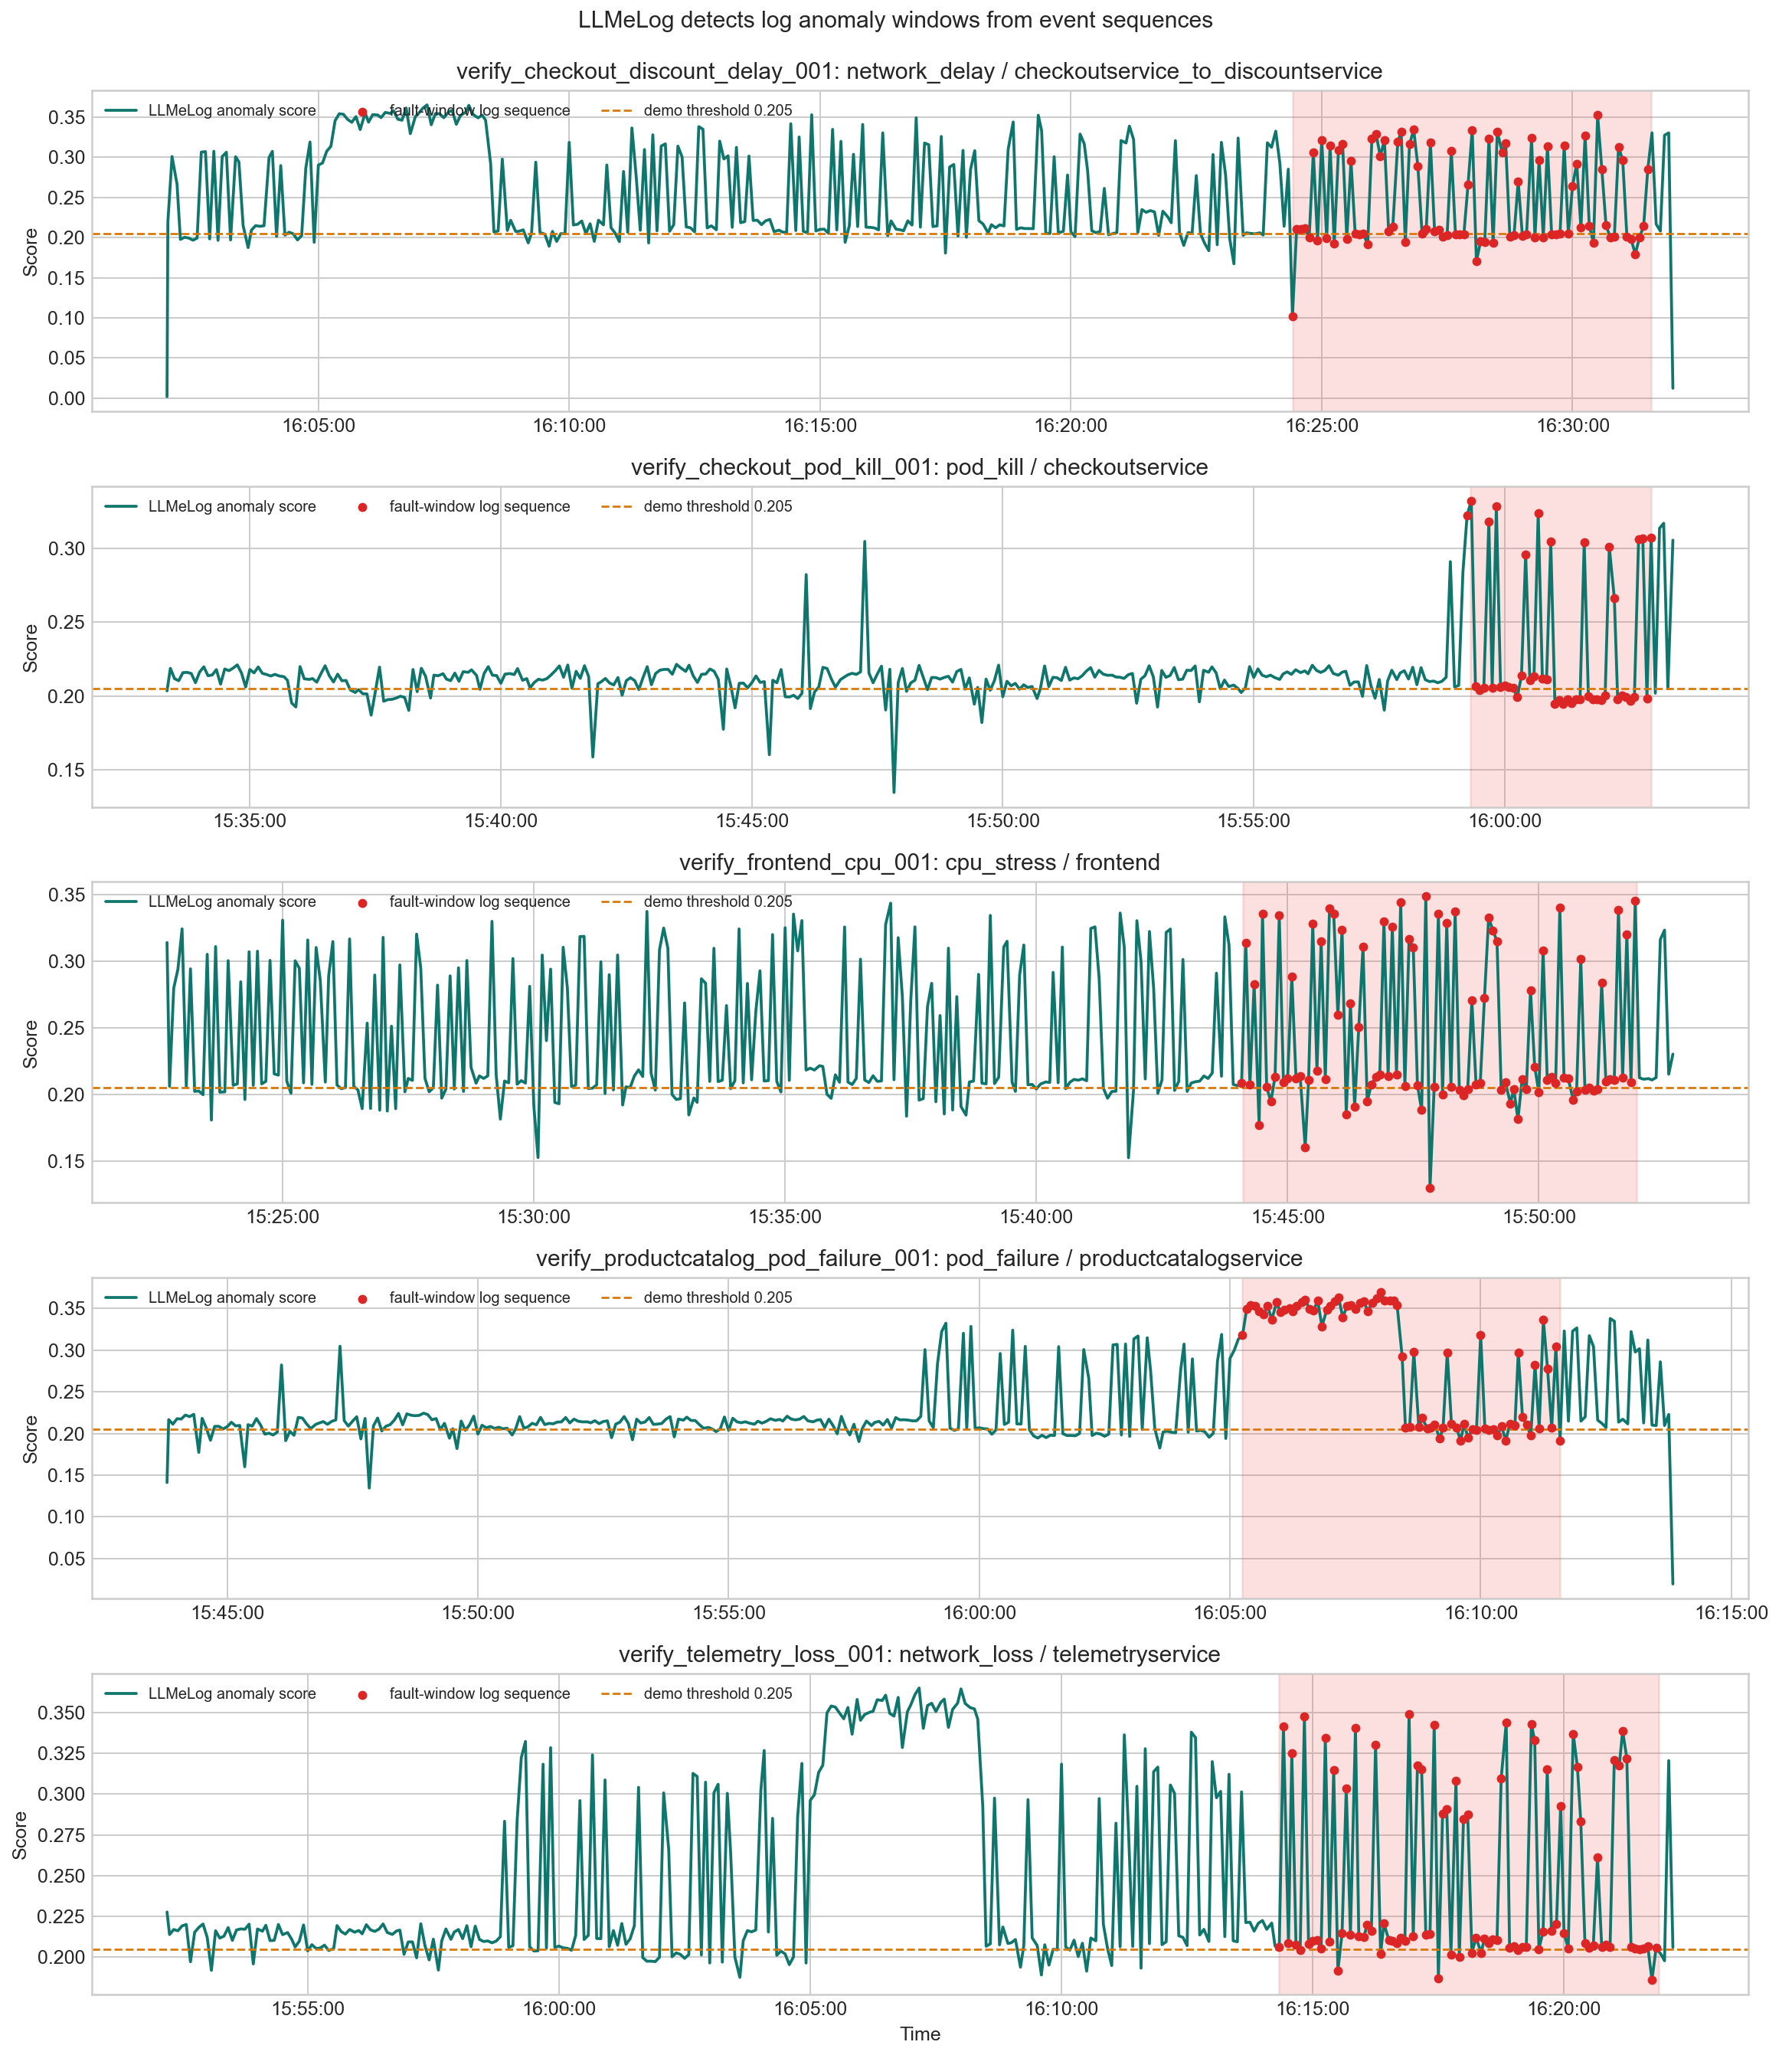 LLMeLog detects log anomaly windows from event sequences
verify_checkout_discount_delay_001: network_delay / checkoutservice_to_discountservice
LLMeLog anomaly score
fault-window log sequence
demo threshold 0.205
Score
0.35
0.30
0.25
0.20
0.15
0.10
0.05
0.00
16:05:00
16:10:00
16:15:00
16:20:00
16:25:00
16:30:00
verify_checkout_pod_kill_001: pod_kill / checkoutservice
LLMeLog anomaly score
fault-window log sequence
demo threshold 0.205
Score
0.30
0.25
0.20
0.15
15:35:00
15:40:00
15:45:00
15:50:00
15:55:00
16:00:00
verify_frontend_cpu_001: cpu_stress / frontend
LLMeLog anomaly score
fault-window log sequence
demo threshold 0.205
Score
0.35
0.30
0.25
0.20
0.15
15:25:00
15:30:00
15:35:00
15:40:00
15:45:00
15:50:00
verify_productcatalog_pod_failure_001: pod_failure / productcatalogservice
LLMeLog anomaly score
fault-window log sequence
demo threshold 0.205
Score
0.35
0.30
0.25
0.20
0.15
0.10
0.05
15:45:00
15:50:00
15:55:00
16:00:00
16:05:00
16:10:00
16:15:00
verify_telemetry_loss_001: network_loss / telemetryservice
LLMeLog anomaly score
fault-window log sequence
demo threshold 0.205
Score
0.350
0.325
0.300
0.275
0.250
0.225
0.200
15:55:00
16:00:00
16:05:00
16:10:00
16:15:00
16:20:00
Time